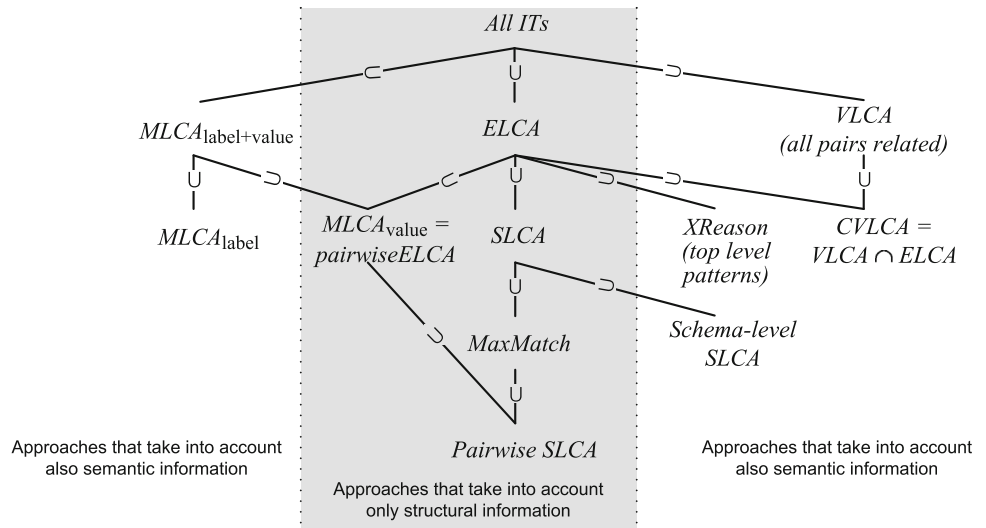 All ITs
⊂
∪
⊃
MLCAlabel+value
ELCA
VLCA
(all pairs related)
∪
⊃
⊂
∪
⊃
⊃
∪
MLCAlabel
MLCAvalue =
pairwiseELCA
SLCA
XReason
(top level
patterns)
CVLCA =
VLCA ∩ ELCA
∪
⊃
⊃
MaxMatch
Schema-level
SLCA
∪
Pairwise SLCA
Approaches that take into account
also semantic information
Approaches that take into account
only structural information
Approaches that take into account
also semantic information